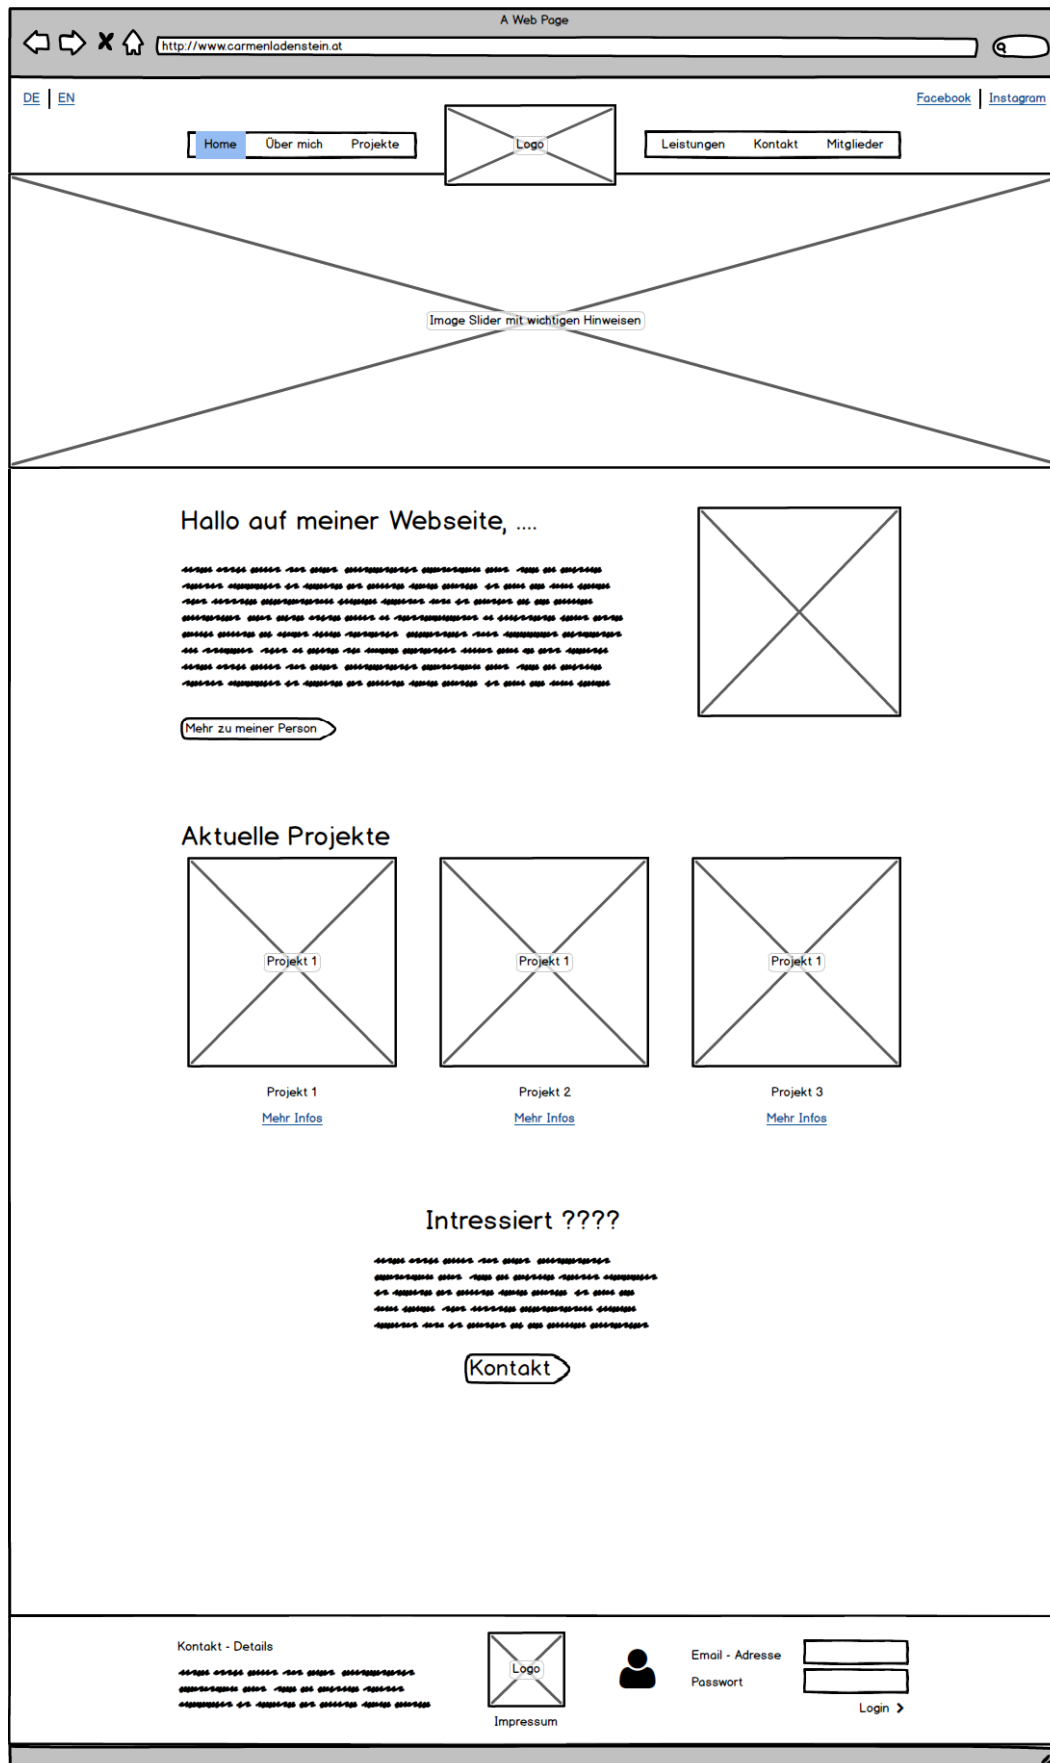 A Web Page
http://www.carmenladenstein.at
DE | EN
Facebook | Instagram
Home Über mich Projekte
Logo
Leistungen Kontakt Mitglieder
Image Slider mit wichtigen Hinweisen
Hallo auf meiner Webseite, ....
Mehr zu meiner Person
Aktuelle Projekte
Projekt 1
Projekt 1
Projekt 1
Projekt 1
Projekt 2
Projekt 3
Mehr Infos
Mehr Infos
Mehr Infos
Intressiert ????
Kontakt
Kontakt - Details
Logo
Impressum
Email - Adresse
Passwort
Login